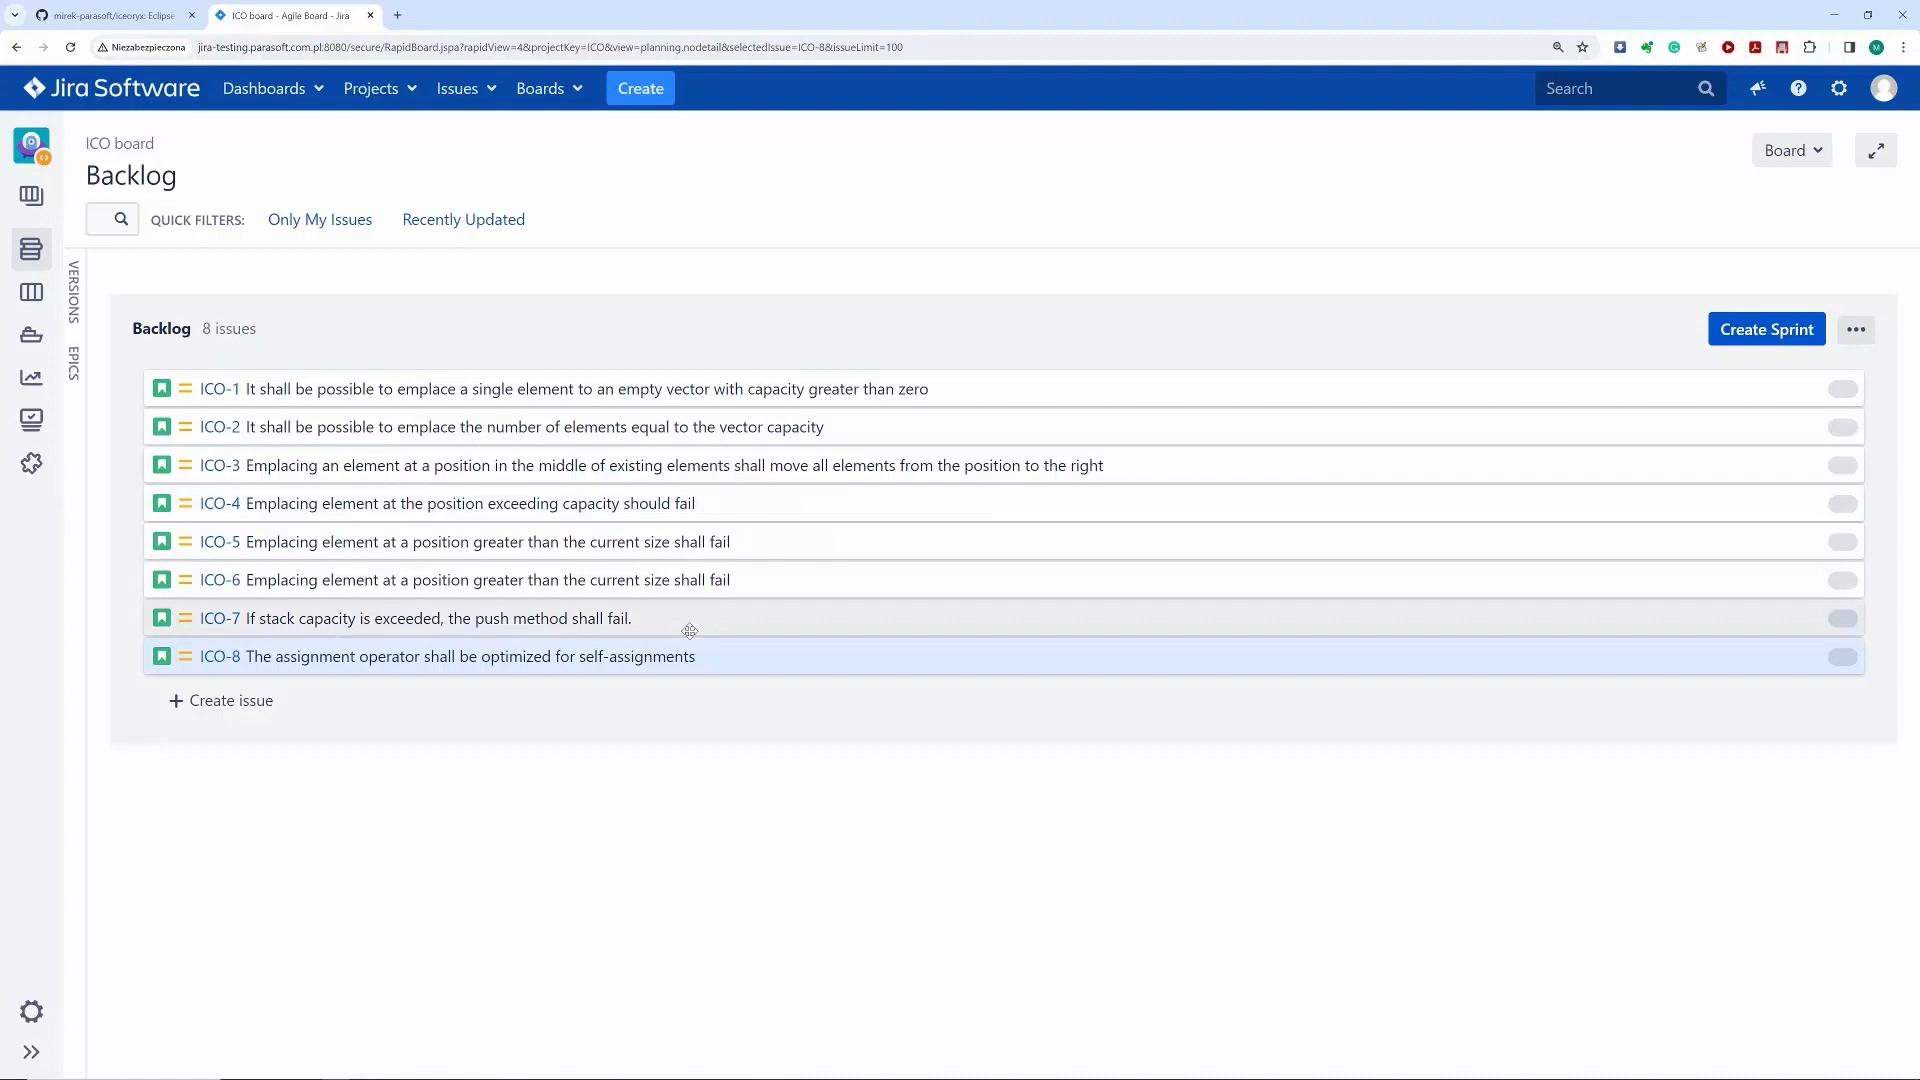 mirek-parasoft/iceoryx: Eclipse
ICO board - Agile Board - Jira
Niezabezpieczona
jira-testing.parasoft.com.pl:8080/secure/RapidBoard.jspa?rapidView=4&projectKey=ICO&view=planning.nodetail&selectedIssue=ICO-8&issueLimit=100
M
Jira Software Dashboards Projects Issues Boards Create Search
ICO board
Backlog
Board
QUICK FILTERS: Only My Issues Recently Updated
VERSIONS
EPICS
Backlog 8 issues
Create Sprint
ICO-1 It shall be possible to emplace a single element to an empty vector with capacity greater than zero
ICO-2 It shall be possible to emplace the number of elements equal to the vector capacity
ICO-3 Emplacing an element at a position in the middle of existing elements shall move all elements from the position to the right
ICO-4 Emplacing element at the position exceeding capacity should fail
ICO-5 Emplacing element at a position greater than the current size shall fail
ICO-6 Emplacing element at a position greater than the current size shall fail
ICO-7 If stack capacity is exceeded, the push method shall fail.
ICO-8 The assignment operator shall be optimized for self-assignments
Create issue